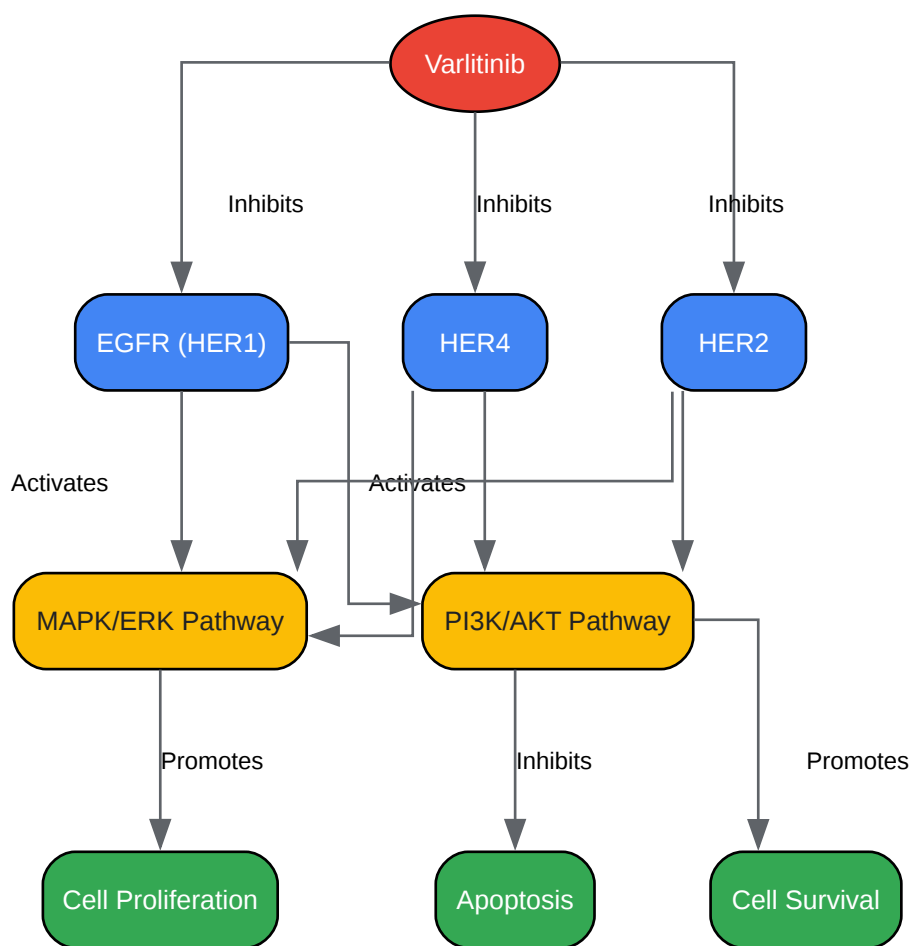 Varlitinib
Inhibits
Inhibits
Inhibits
EGFR (HER1)
HER4
HER2
Activates
Activates
MAPK/ERK Pathway
PI3K/AKT Pathway
Promotes
Inhibits
Promotes
Cell Proliferation
Apoptosis
Cell Survival